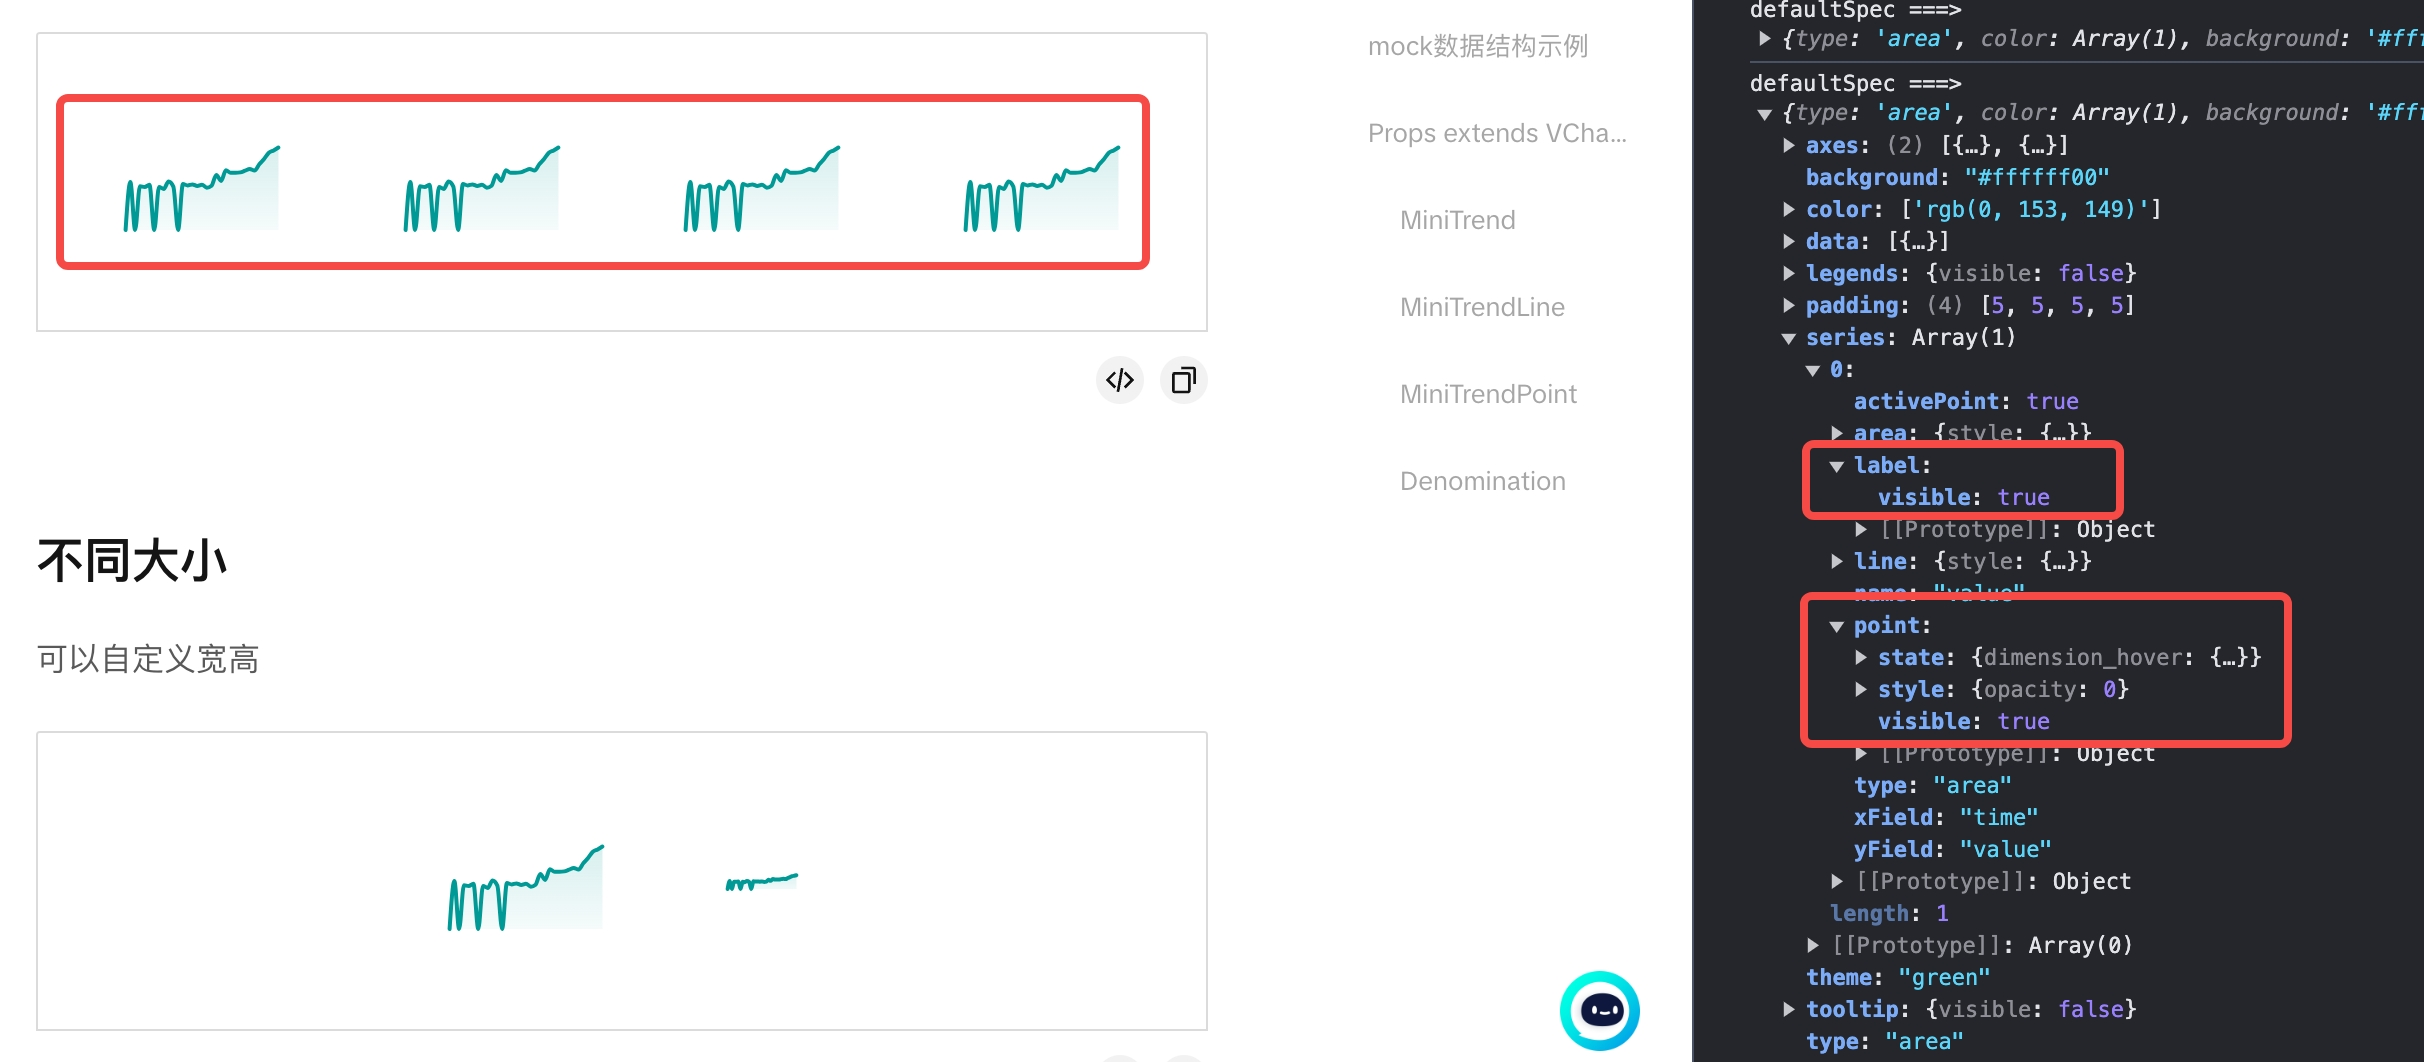 mock数据结构示例
Props extends VCha...
MiniTrend
MiniTrendLine
MiniTrendPoint
Denomination
不同大小
可以自定义宽高
defaultSpec ===>
{type: 'area', color: Array(1), background: '#fff
defaultSpec ===>
{type: 'area', color: Array(1), background: '#fff
axes: (2) [{…}, {…}]
background: "#ffffff00"
color: ['rgb(0, 153, 149)']
data: [{…}]
legends: {visible: false}
padding: (4) [5, 5, 5, 5]
series: Array(1)
0:
activePoint: true
area: {style: {…}}
label:
visible: true
[[Prototype]]: Object
line: {style: {…}}
name: "value"
point:
state: {dimension_hover: {…}}
style: {opacity: 0}
visible: true
[[Prototype]]: Object
type: "area"
xField: "time"
yField: "value"
[[Prototype]]: Object
length: 1
[[Prototype]]: Array(0)
theme: "green"
tooltip: {visible: false}
type: "area"